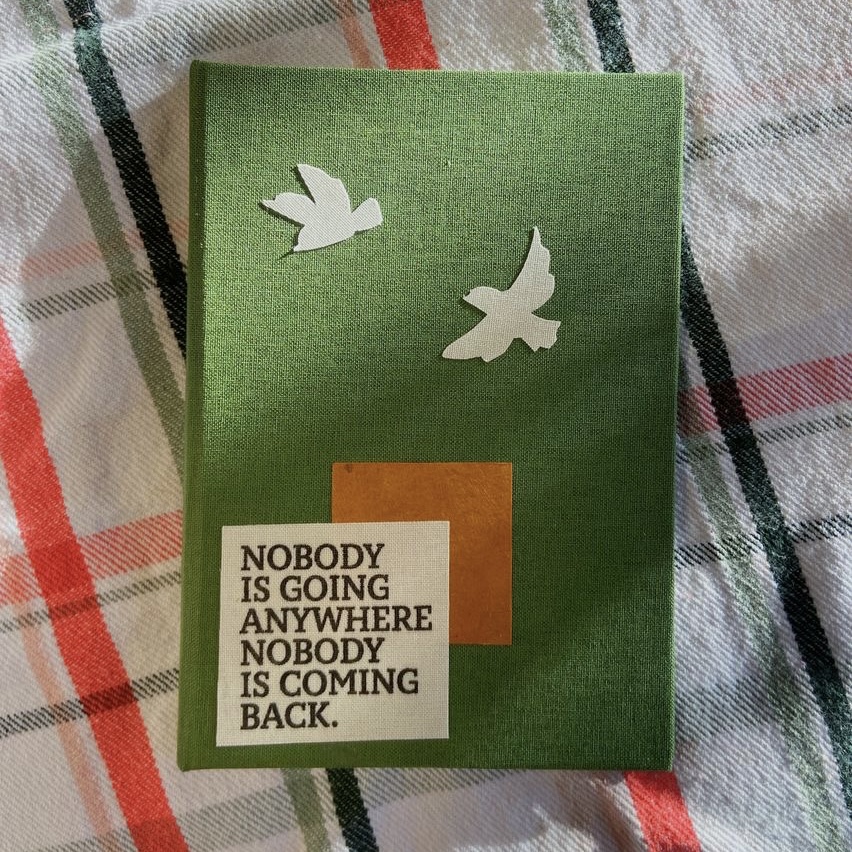 NOBODY
IS GOING
ANYWHERE
NOBODY
IS COMING
BACK.